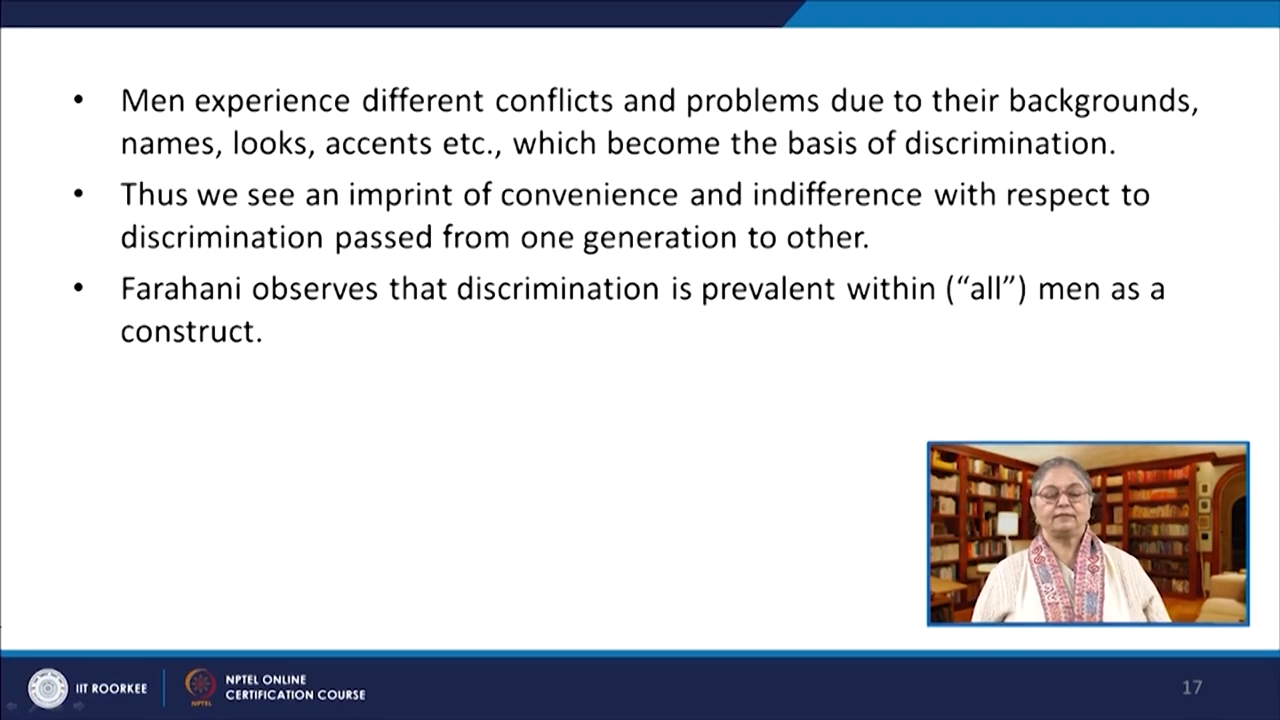 • Men experience different conflicts and problems due to their backgrounds,
names, looks, accents etc., which become the basis of discrimination.
• Thus we see an imprint of convenience and indifference with respect to
discrimination passed from one generation to other.
• Farahani observes that discrimination is prevalent within (“all”) men as a
construct.
IIT ROORKEE
NPTEL
NPTEL ONLINE
CERTIFICATION COURSE
17